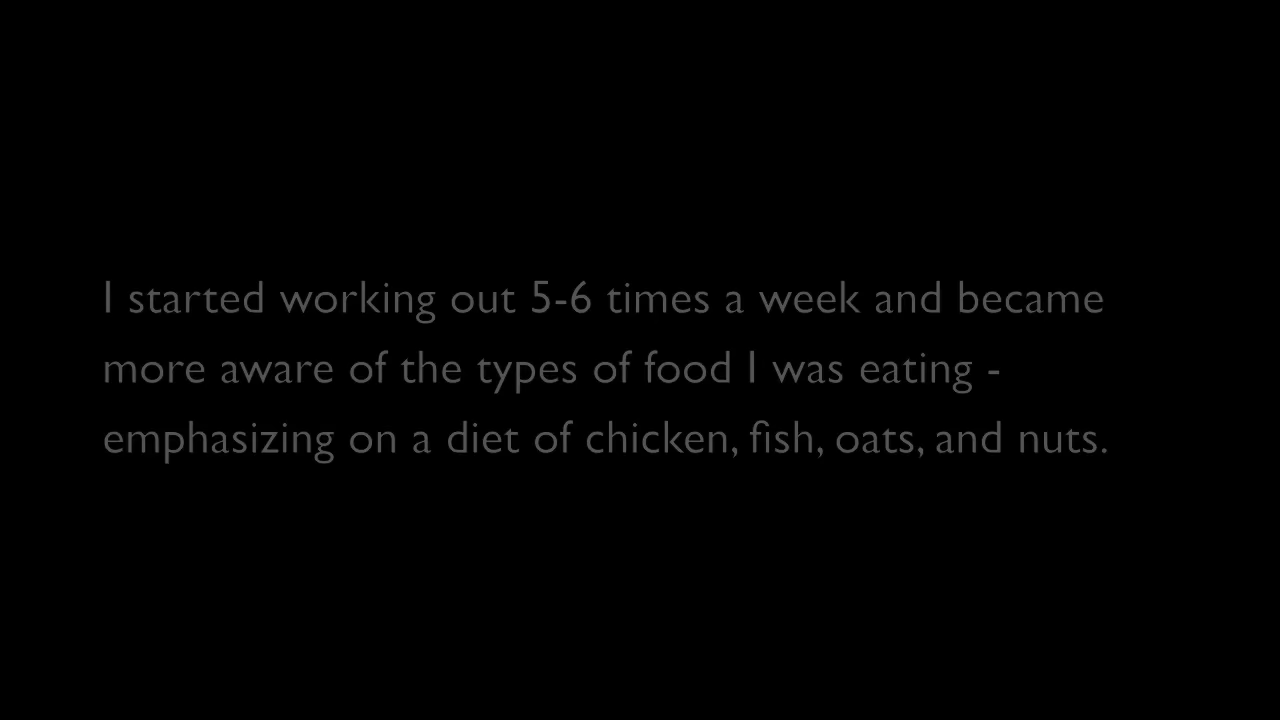 I started working out 5-6 times a week and became
more aware of the types of food I was eating -
emphasizing on a diet of chicken, fish, oats, and nuts.